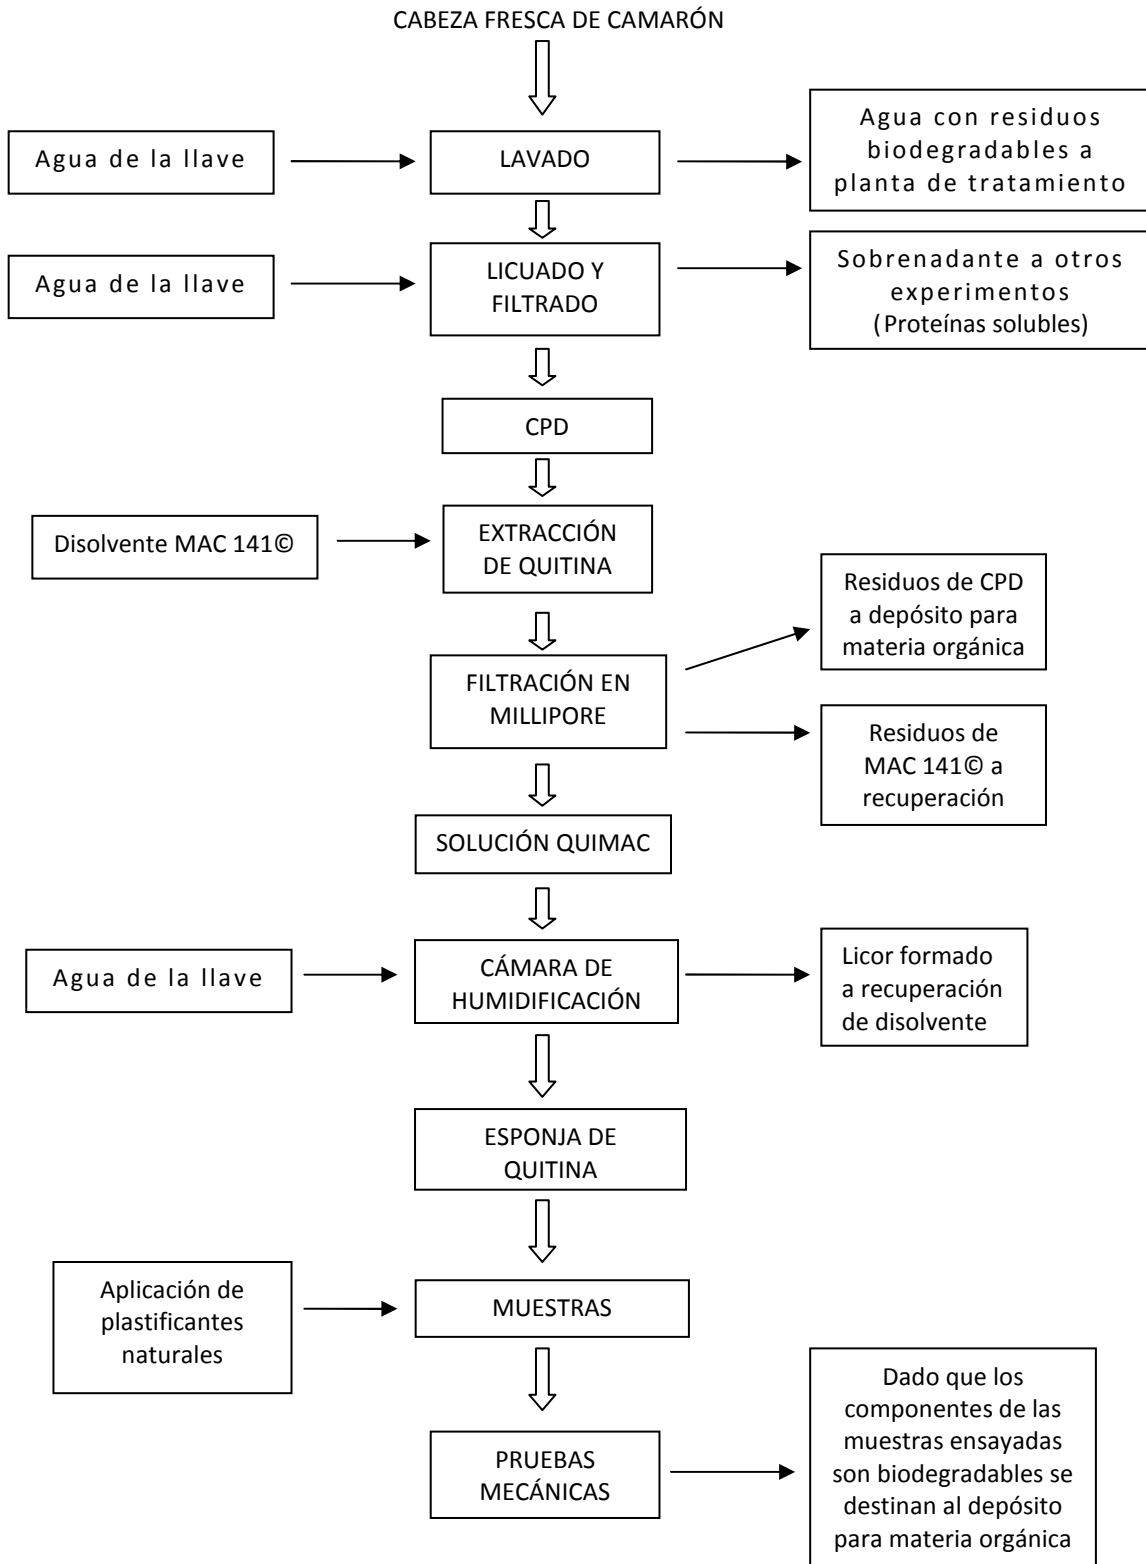 CABEZA FRESCA DE CAMARÓN
Agua de la llave
LAVADO
Agua con residuos
biodegradables a
planta de tratamiento
Agua de la llave
LICUADO Y
FILTRADO
Sobrenadante a otros
experimentos
(Proteínas solubles)
CPD
Disolvente MAC 141©
EXTRACCIÓN
DE QUITINA
Residuos de CPD
a depósito para
materia orgánica
FILTRACIÓN EN
MILLIPORE
Residuos de
MAC 141© a
recuperación
SOLUCIÓN QUIMAC
Agua de la llave
CÁMARA DE
HUMIDIFICACIÓN
Licor formado
a recuperación
de disolvente
ESPONJA DE
QUITINA
Aplicación de
plastificantes
naturales
MUESTRAS
PRUEBAS
MECÁNICAS
Dado que los
componentes de las
muestras ensayadas
son biodegradables se
destinan al depósito
para materia orgánica